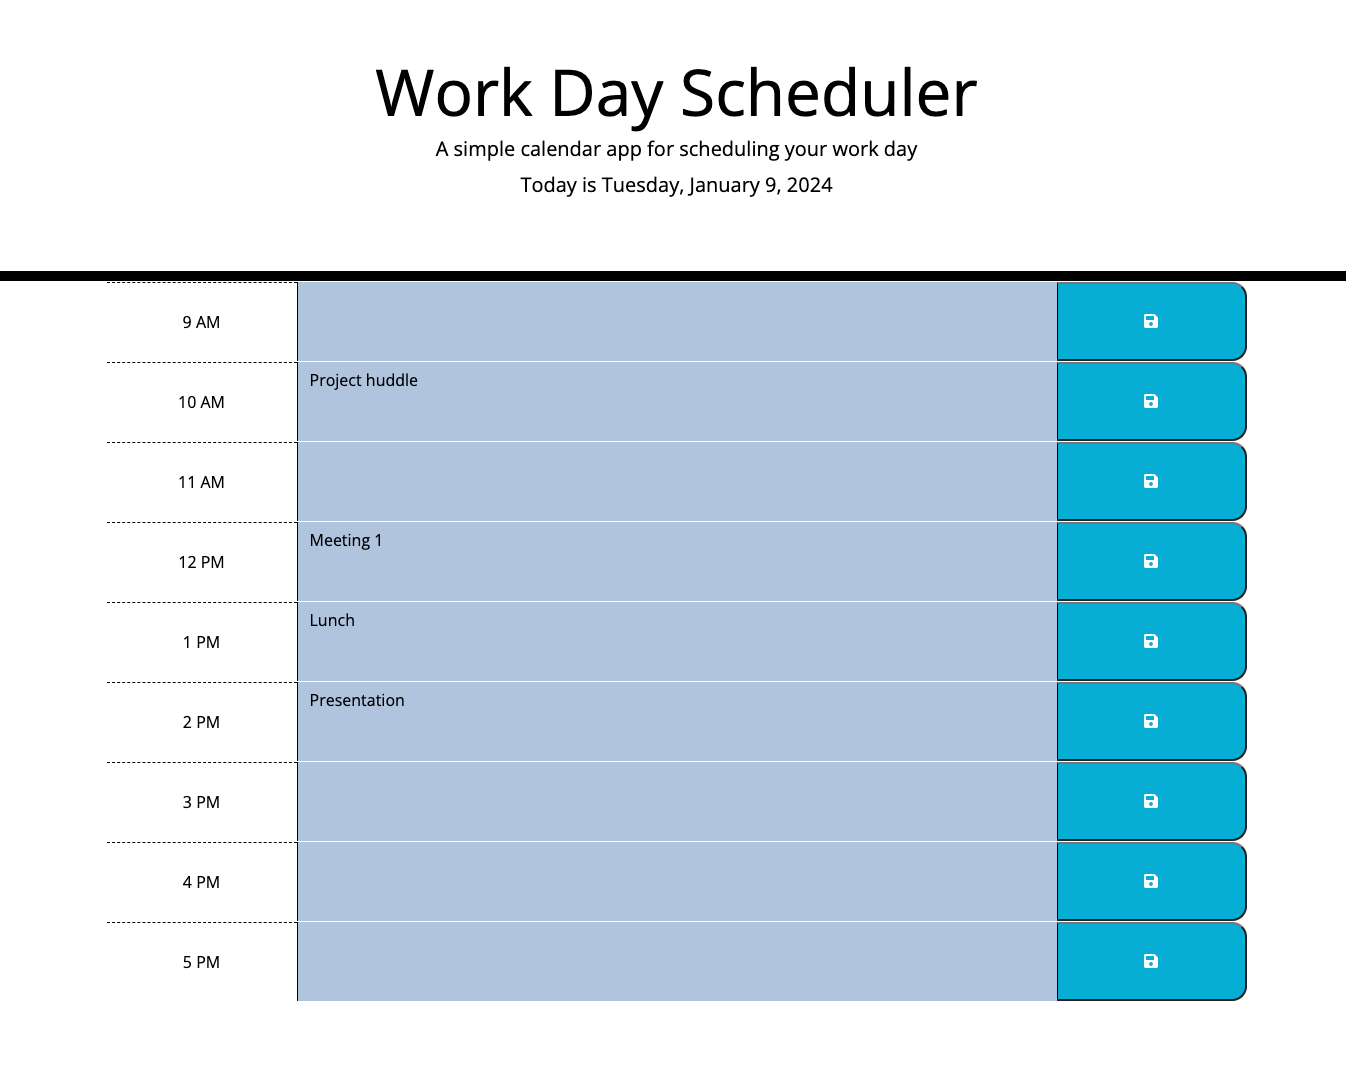 Work Day Scheduler
A simple calendar app for scheduling your work day
Today is Tuesday, January 9, 2024
9 AM
10 AM
Project huddle
11 AM
12 PM
Meeting 1
1 PM
Lunch
2 PM
Presentation
3 PM
4 PM
5 PM